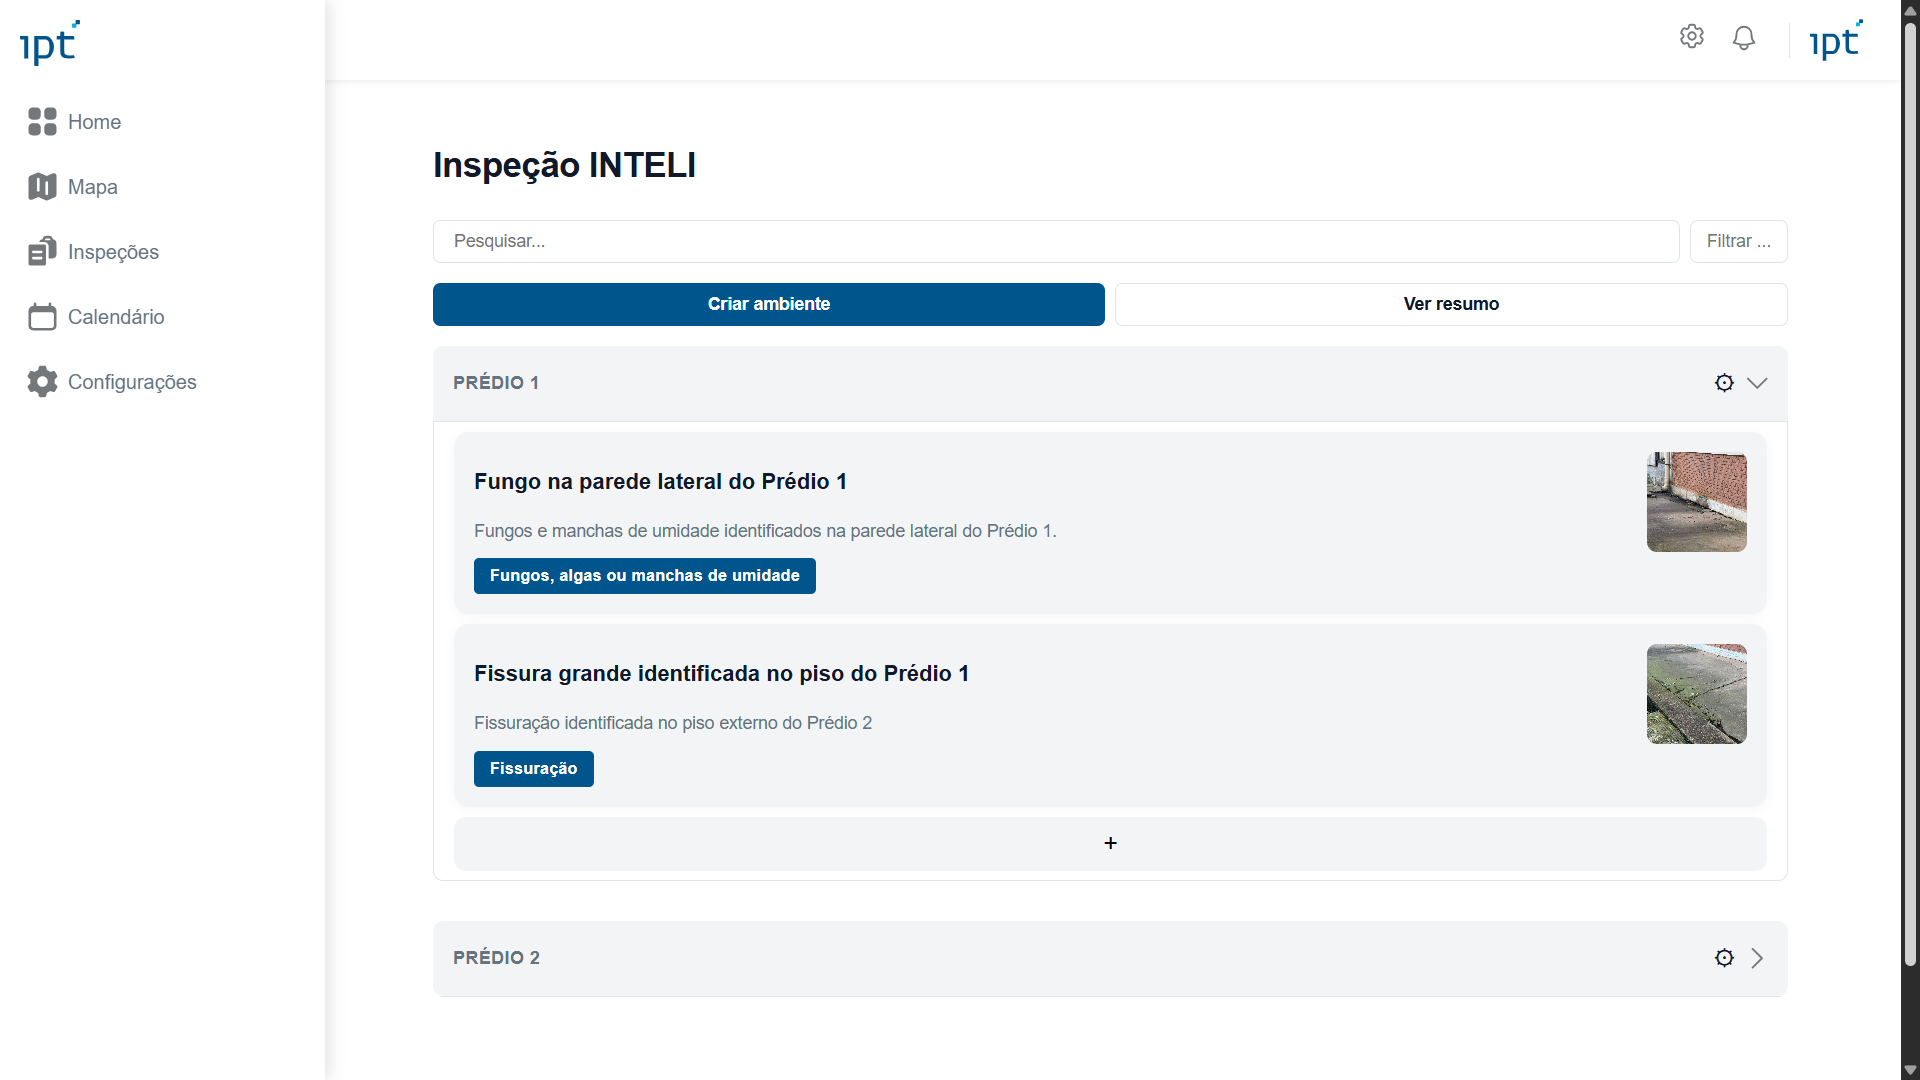 ipt
ipt
Home
Mapa
Inspeções
Calendário
Configurações
Inspeção INTELI
Pesquisar...
Filtrar ...
Criar ambiente
Ver resumo
PRÉDIO 1
Fungo na parede lateral do Prédio 1
Fungos e manchas de umidade identificados na parede lateral do Prédio 1.
Fungos, algas ou manchas de umidade
Fissura grande identificada no piso do Prédio 1
Fissuração identificada no piso externo do Prédio 2
Fissuração
+
PRÉDIO 2